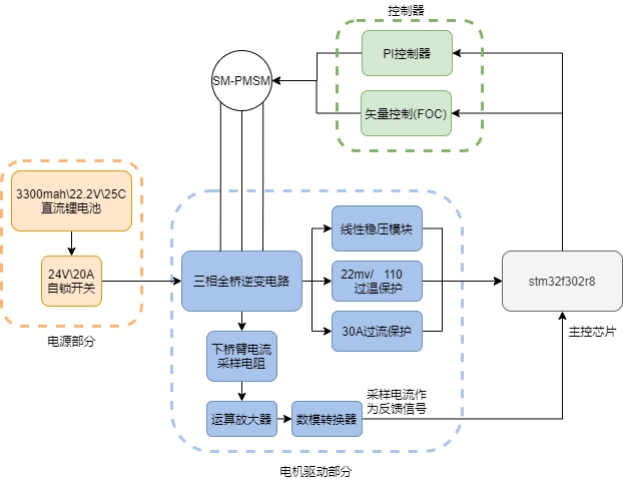 控制器
PI控制器
SM-PMSM
矢量控制(FOC)
3300mah\22.2V\25C
直流锂电池
24V\20A
自锁开关
电源部分
三相全桥逆变电路
线性稳压模块
22mv/ 110
过温保护
30A过流保护
stm32f302r8
主控芯片
下桥臂电流
采样电阻
运算放大器
数模转换器
采样电流作
为反馈信号
电机驱动部分